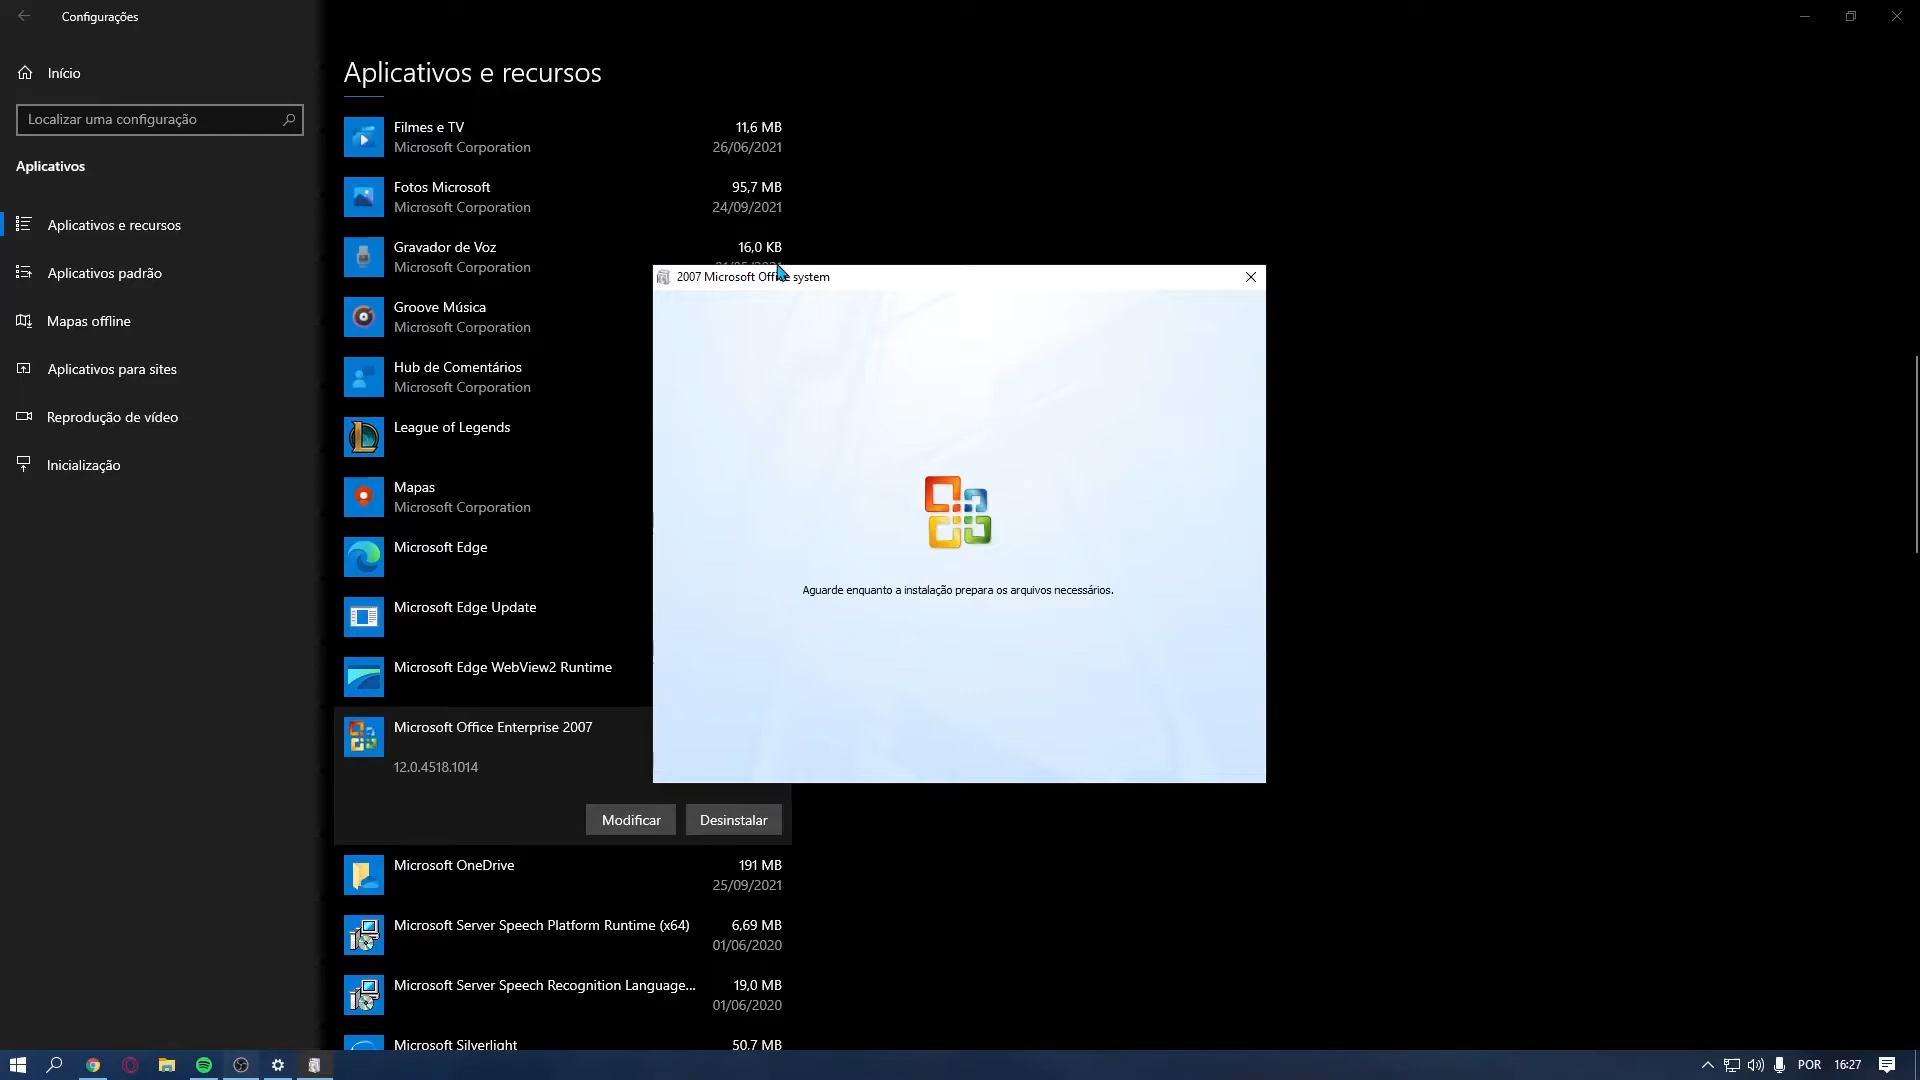 Configurações
Início
Localizar uma configuração
Aplicativos
Aplicativos e recursos
Aplicativos padrão
Mapas offline
Aplicativos para sites
Reprodução de vídeo
Inicialização
Aplicativos e recursos
Filmes e TV 11,6 MB
Microsoft Corporation 26/06/2021
Fotos Microsoft 95,7 MB
Microsoft Corporation 24/09/2021
Gravador de Voz 16,0 KB
Microsoft Corporation
Groove Música
Microsoft Corporation
Hub de Comentários
Microsoft Corporation
League of Legends
Mapas
Microsoft Corporation
Microsoft Edge
Microsoft Edge Update
Microsoft Edge WebView2 Runtime
Microsoft Office Enterprise 2007
12.0.4518.1014
Modificar Desinstalar
Microsoft OneDrive 191 MB
25/09/2021
Microsoft Server Speech Platform Runtime (x64) 6,69 MB
01/06/2020
Microsoft Server Speech Recognition Language... 19,0 MB
01/06/2020
Microsoft Silverlight 50,7 MB
2007 Microsoft Office system
Aguarde enquanto a instalação prepara os arquivos necessários.
POR 16:27